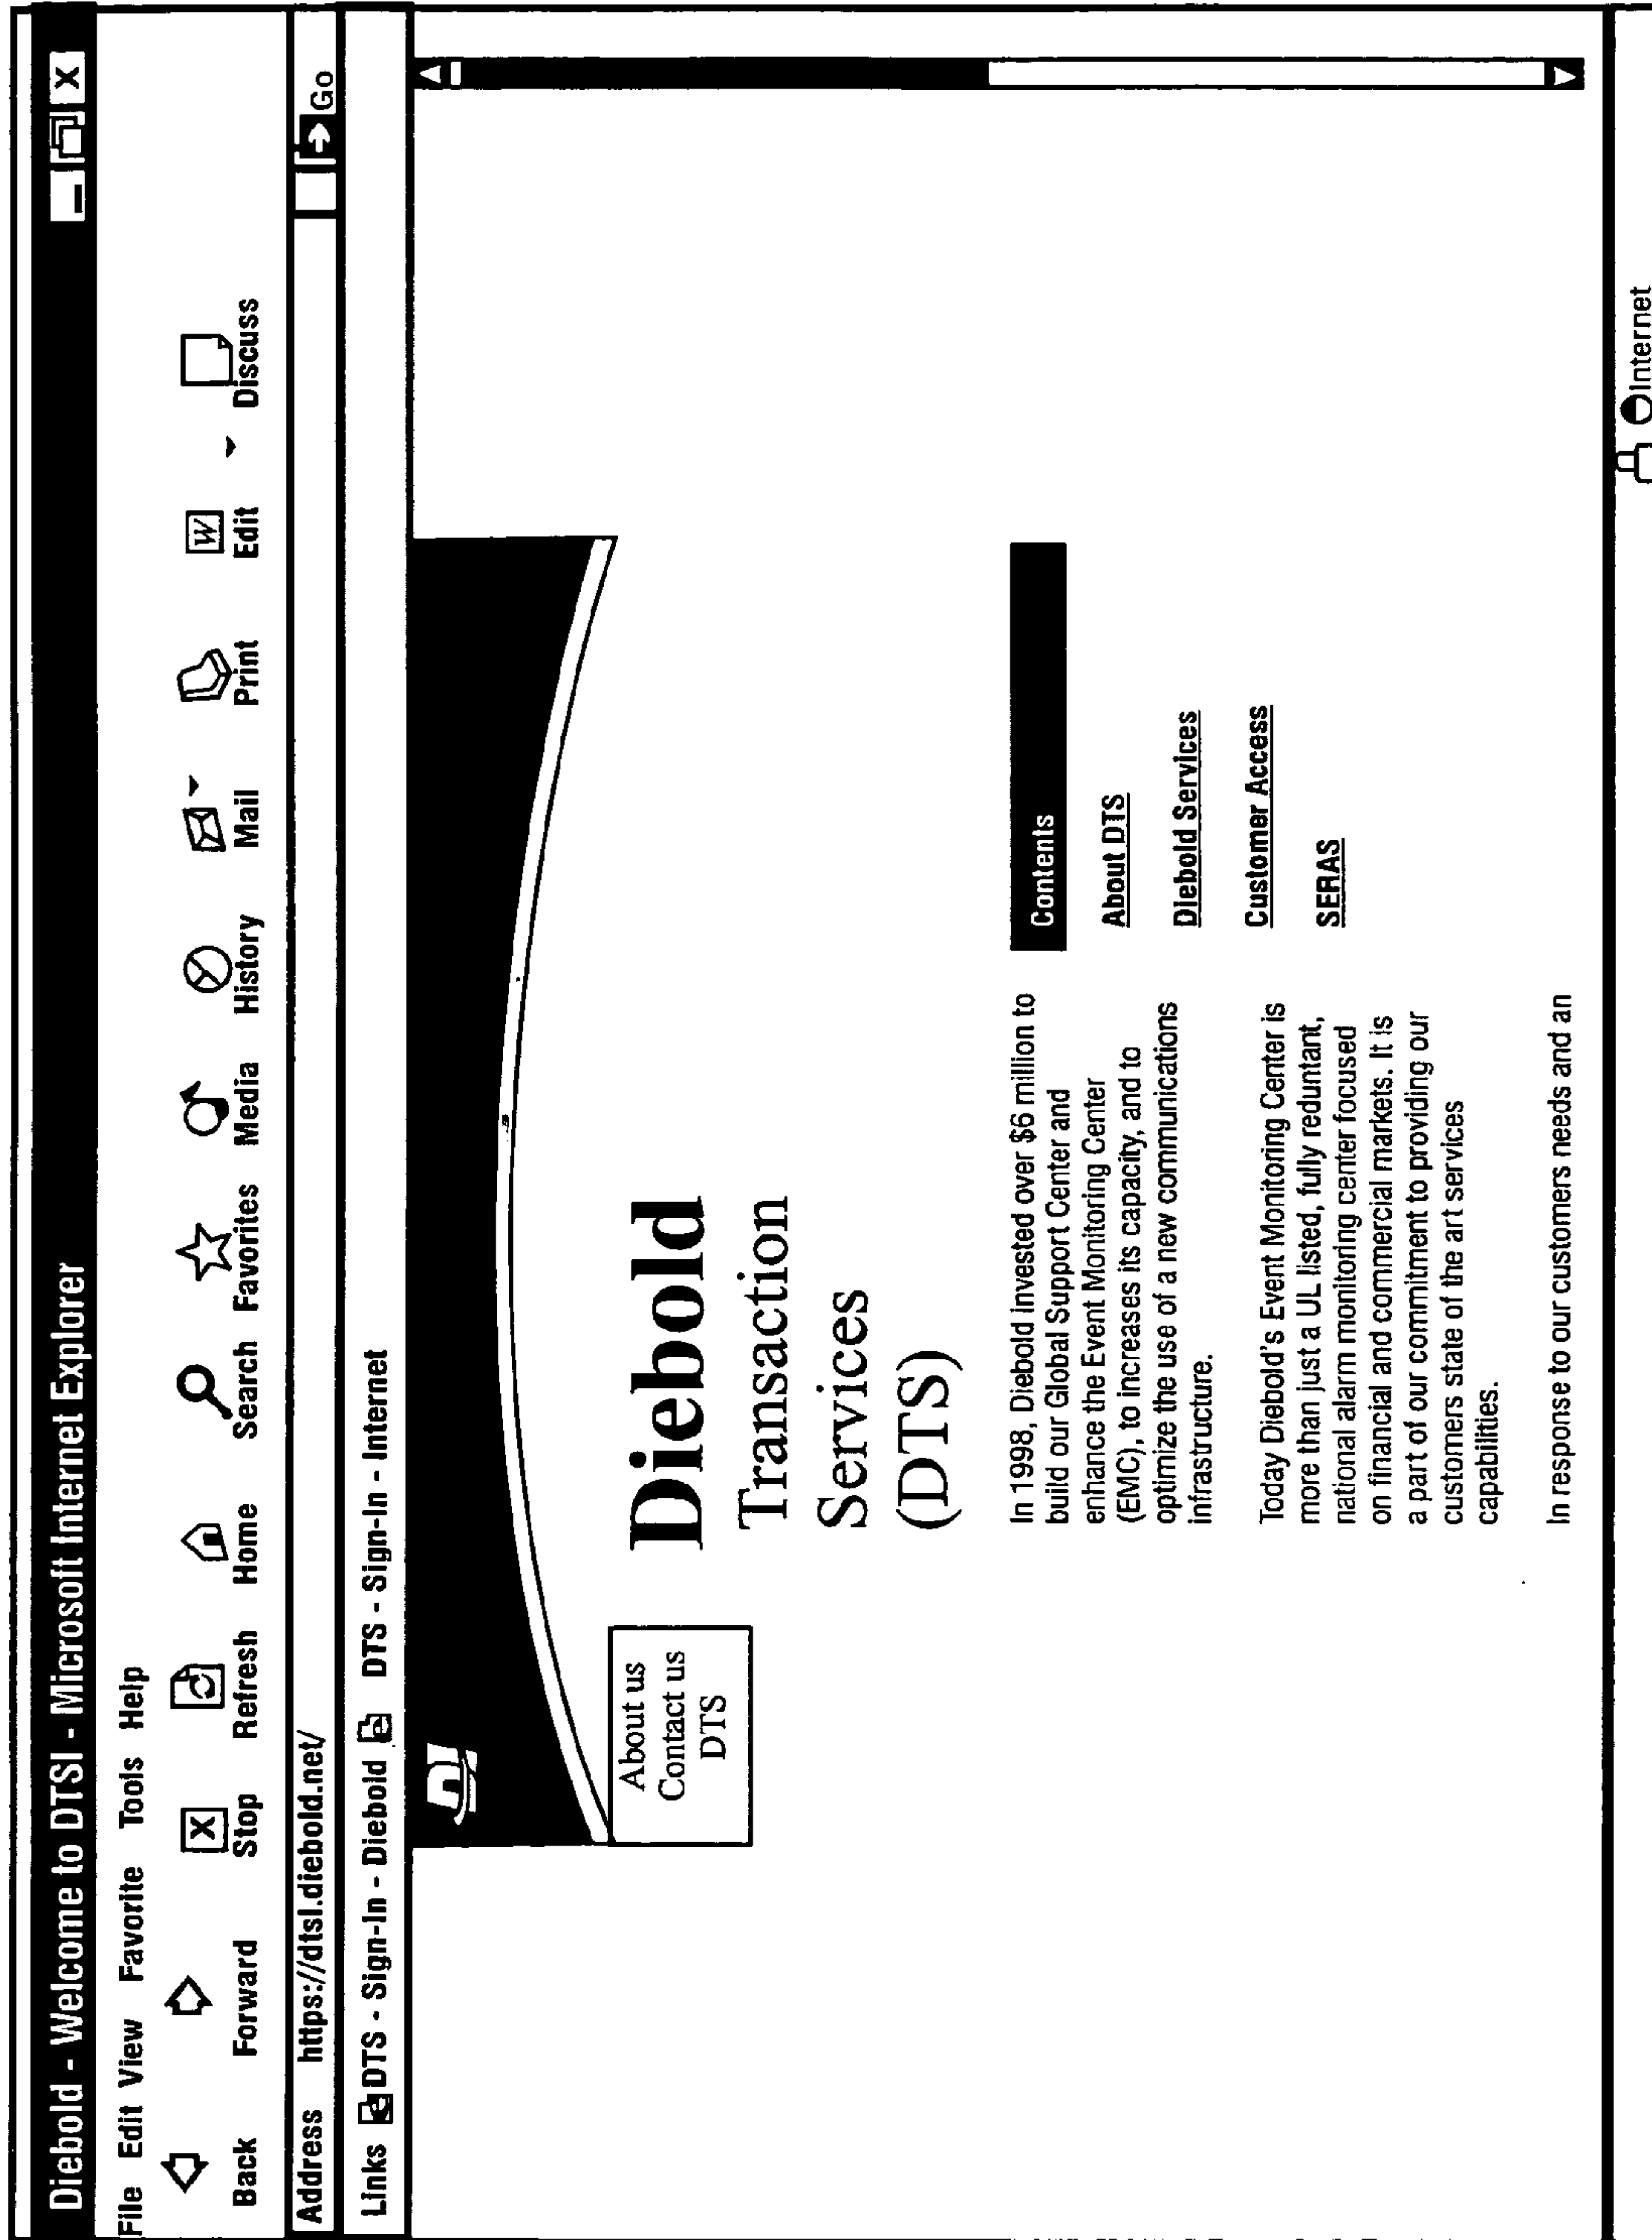 Diebold - Welcome to DTSI - Microsoft Internet Explorer
File Edit View Favorite Tools Help
Back Forward Stop Refresh Home Search Favorites Media History Mail Print Edit Discuss
Address https://dtsl.diebold.net/ Go
Links DTS - Sign-In - Diebold DTS - Sign-In - Internet
About us
Contact us
DTS
Diebold
Transaction
Services
(DTS)
In 1998, Diebold invested over $6 million to
build our Global Support Center and
enhance the Event Monitoring Center
(EMC), to increases its capacity, and to
optimize the use of a new communications
infrastructure.
Today Diebold's Event Monitoring Center is
more than just a UL listed, fully reduntant,
national alarm monitoring center focused
on financial and commercial markets. It is
a part of our commitment to providing our
customers state of the art services
capabilities.
In response to our customers needs and an
Contents
About DTS
Diebold Services
Customer Access
SERAS
Internet